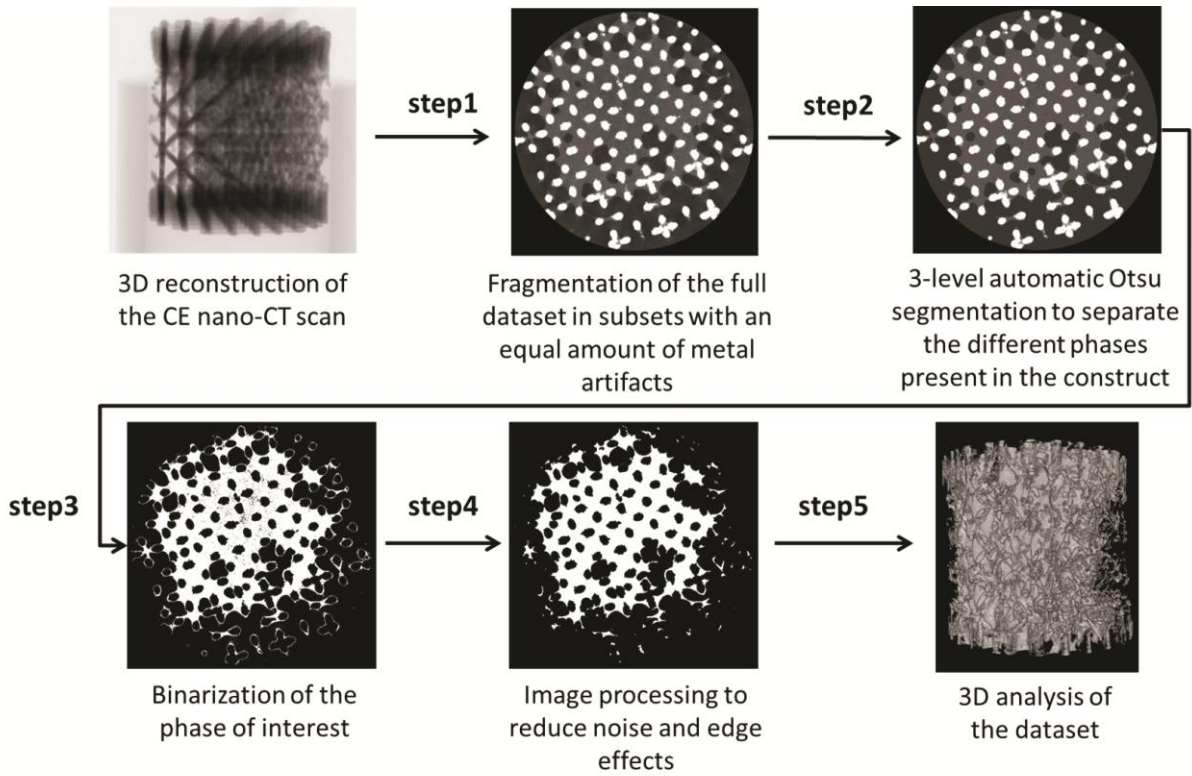 step1
step2
3D reconstruction of
the CE nano-CT scan
Fragmentation of the full
dataset in subsets with an
equal amount of metal
artifacts
3-level automatic Otsu
segmentation to separate
the different phases
present in the construct
step3
step4
step5
Binarization of the
phase of interest
Image processing to
reduce noise and edge
effects
3D analysis of
the dataset